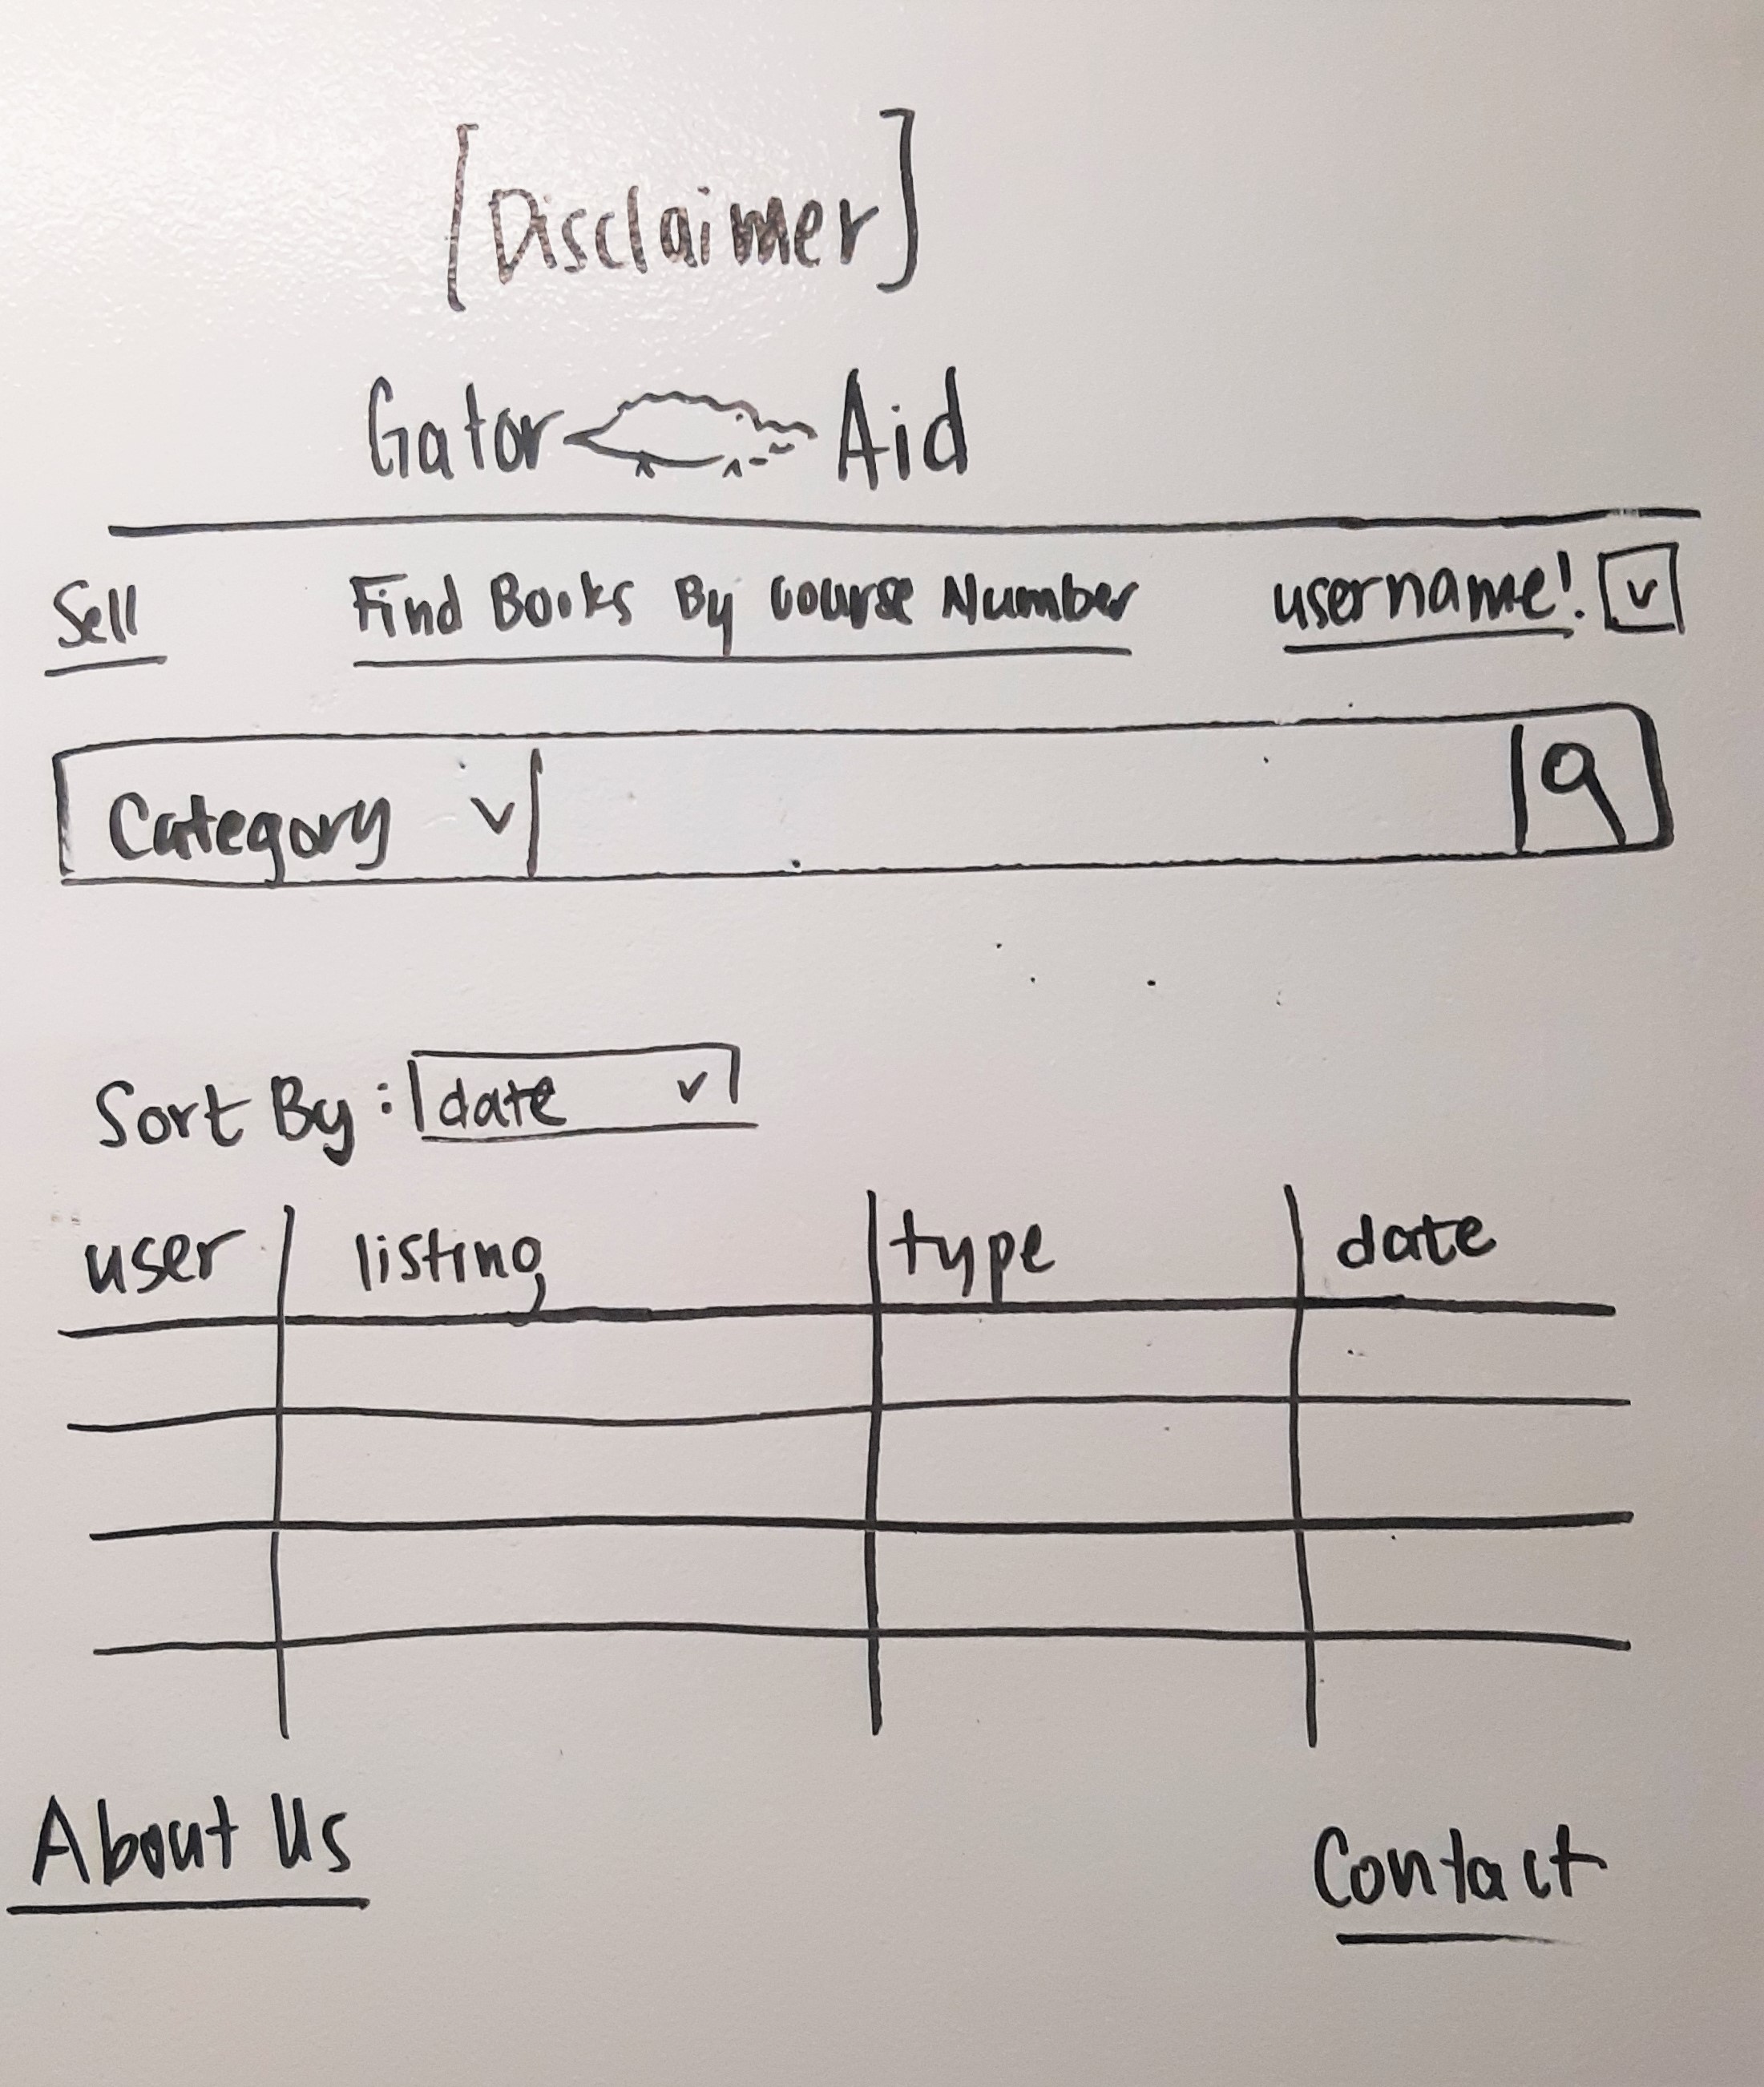 [Disclaimer]
Gator Aid
Sell Find Books By Course Number username!
Category
Sort By: date
user listing type date
About Us Contact